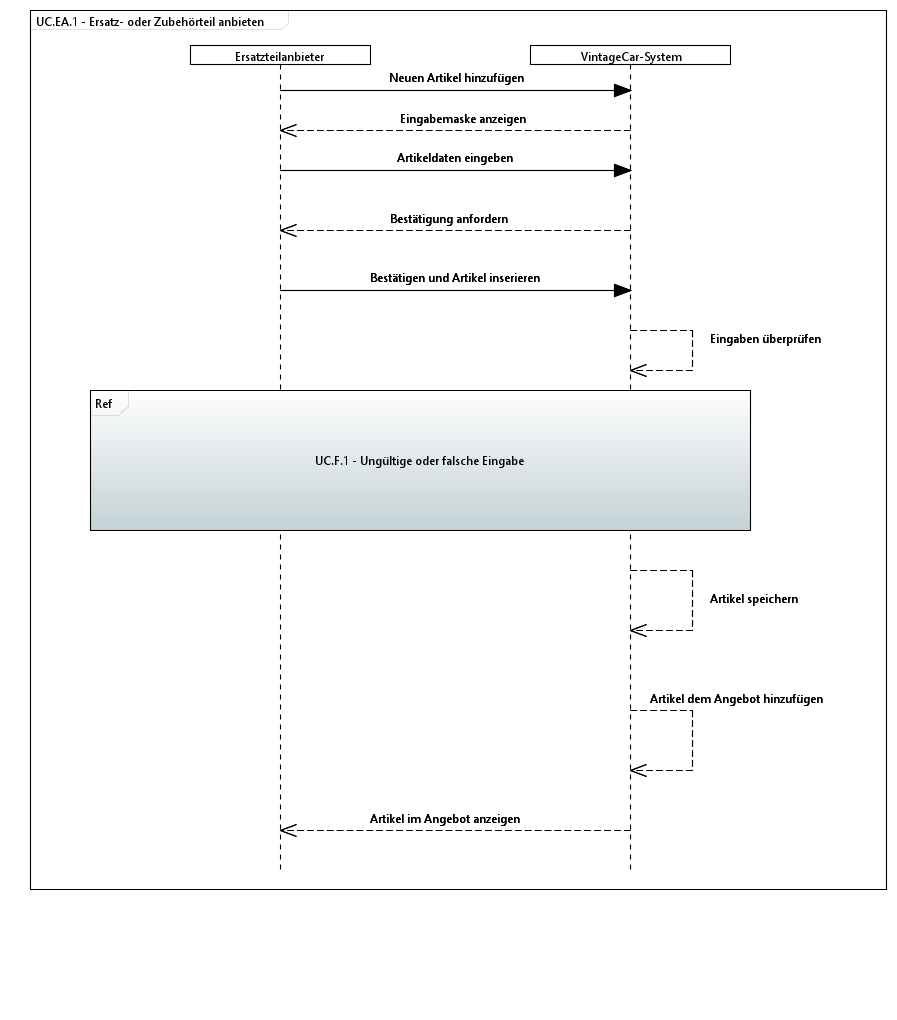 UC.EA.1 - Ersatz- oder Zubehörteil anbieten
Ersatzteilanbieter
VintageCar-System
Neuen Artikel hinzufügen
Eingabemaske anzeigen
Artikeldaten eingeben
Bestätigung anfordern
Bestätigen und Artikel inserieren
Eingaben überprüfen
Ref
UC.F.1 - Ungültige oder falsche Eingabe
Artikel speichern
Artikel dem Angebot hinzufügen
Artikel im Angebot anzeigen